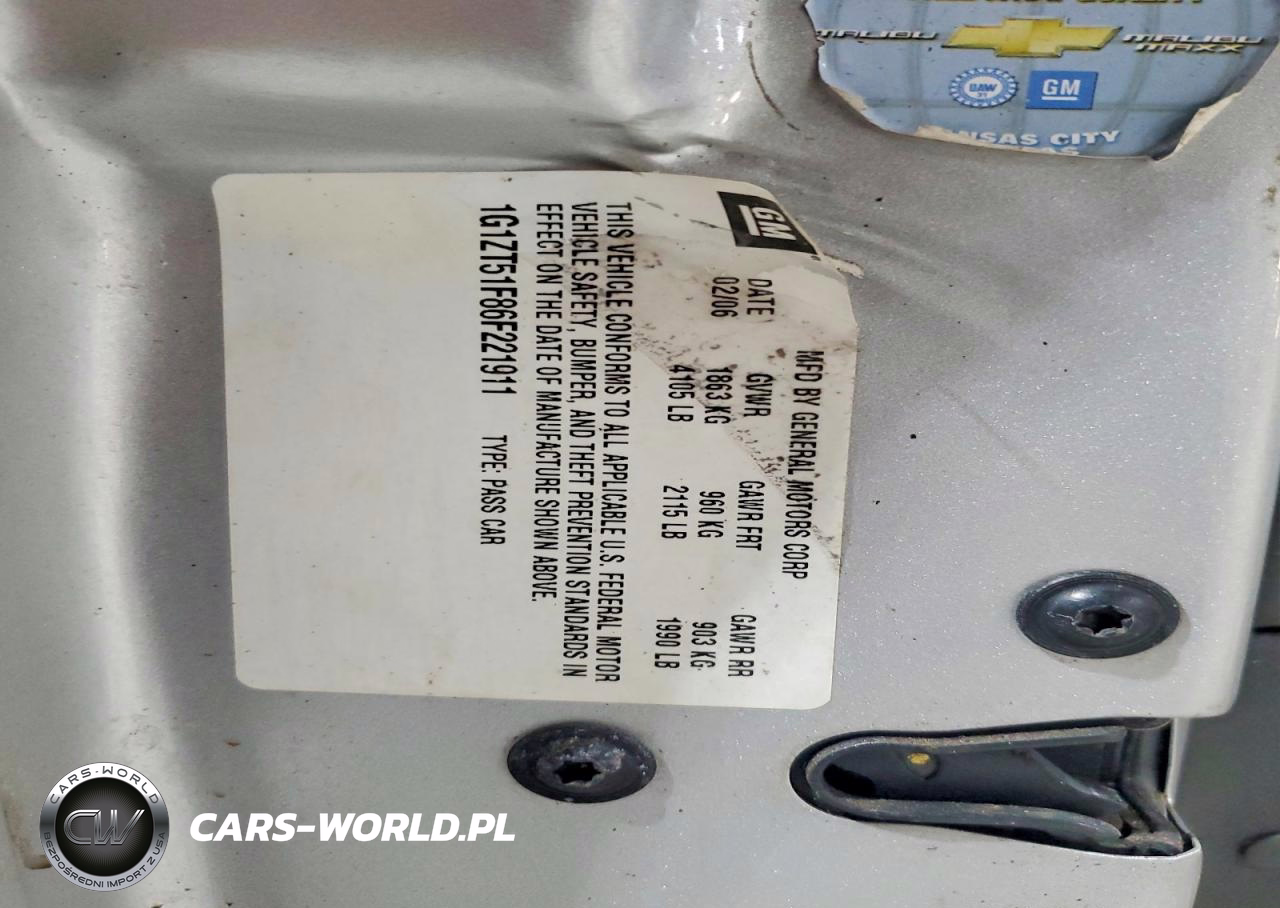 MALIBU
MALIBU
MAXX
UAW
GM
KANSAS CITY
GM
MFD BY GENERAL MOTORS CORP
DATE GVWR GAWR FRT GAWR RR
02/06 1863 KG 960 KG 903 KG
4105 LB 2115 LB 1990 LB
THIS VEHICLE CONFORMS TO ALL APPLICABLE U.S. FEDERAL MOTOR
VEHICLE SAFETY, BUMPER, AND THEFT PREVENTION STANDARDS IN
EFFECT ON THE DATE OF MANUFACTURE SHOWN ABOVE.
1G1ZT51F86F221911 TYPE: PASS CAR
CARS-WORLD
CW
BEZPOŚREDNI IMPORT Z USA
CARS-WORLD.PL